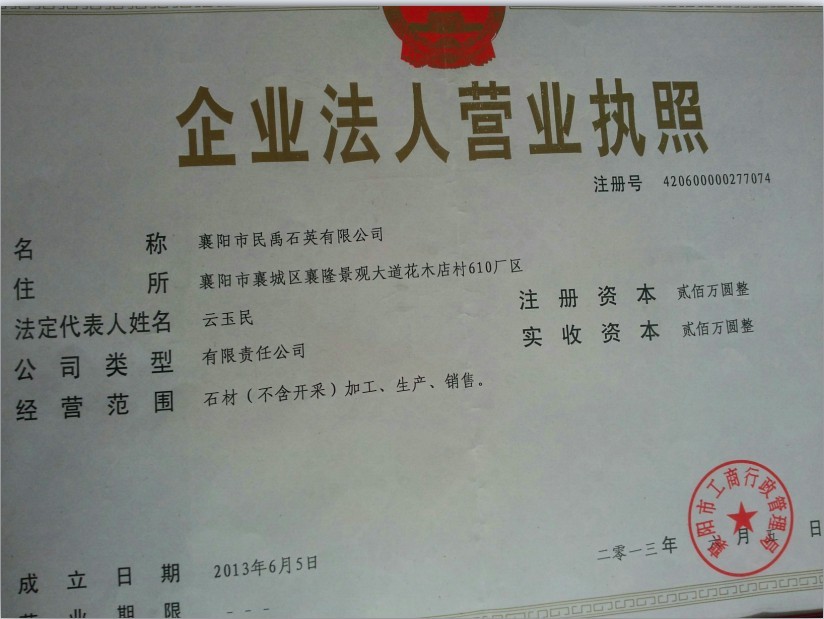 企业法人营业执照
注册号 420600000277074
名称 襄阳市民禹石英有限公司
住所 襄阳市襄城区襄隆景观大道花木店村610厂区
法定代表人姓名 云玉民
注册资本 贰佰万圆整
公司类型 有限责任公司
实收资本 贰佰万圆整
经营范围 石材（不含开采）加工、生产、销售。
襄阳市工商行政管理局
二零一三年 六月五日
成立日期 2013年6月5日
营业期限 - - -